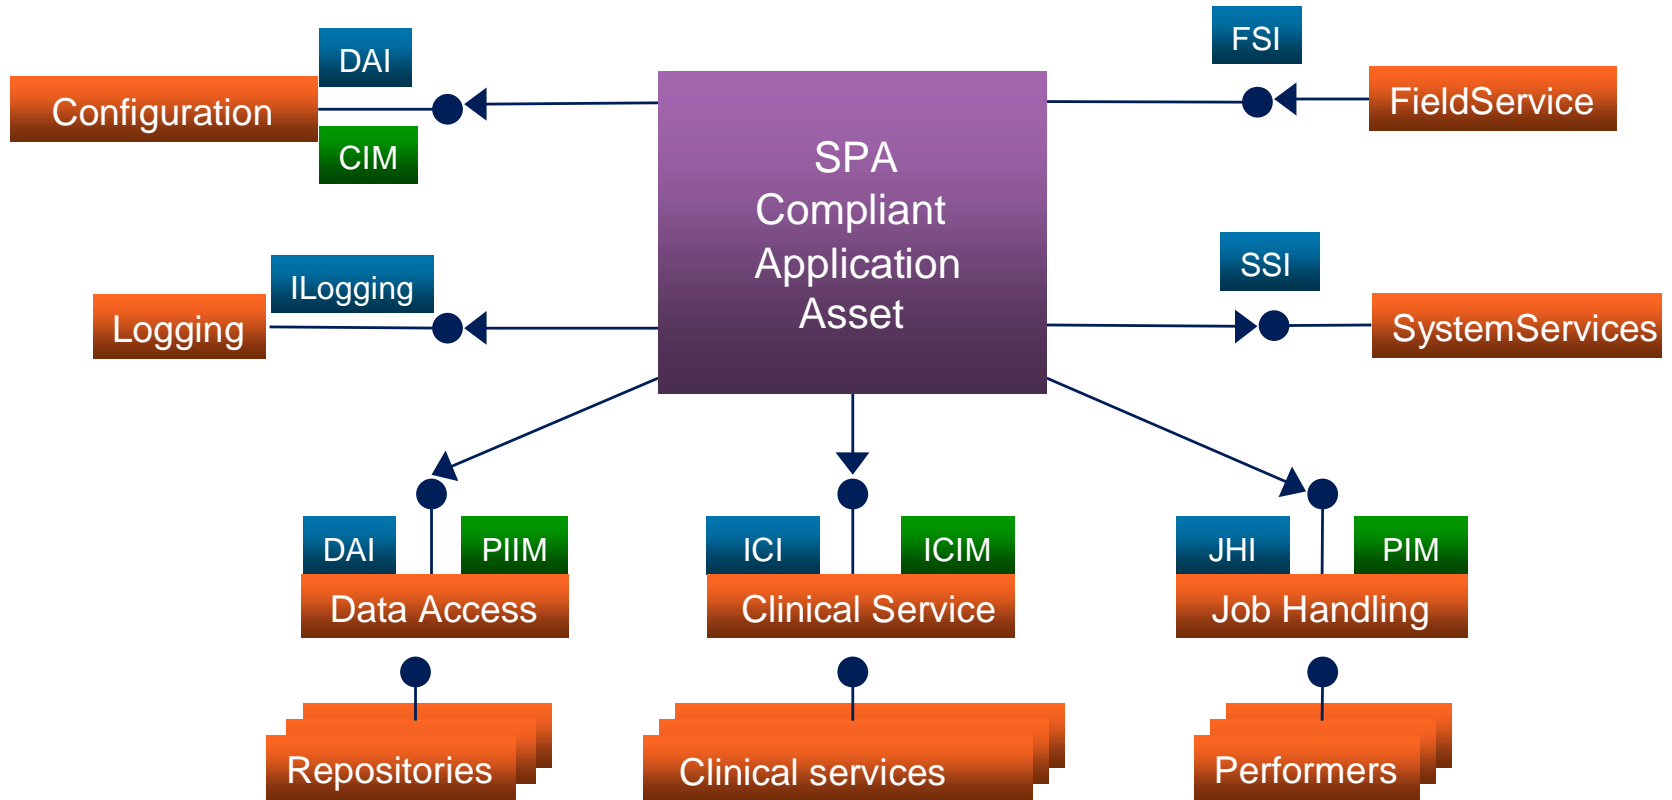 DAI
FSI
Configuration
FieldService
CIM
SPA
Compliant
Application
Asset
ILogging
SSI
Logging
SystemServices
DAI
PIIM
ICI
ICIM
JHI
PIM
Data Access
Clinical Service
Job Handling
Repositories
Clinical services
Performers